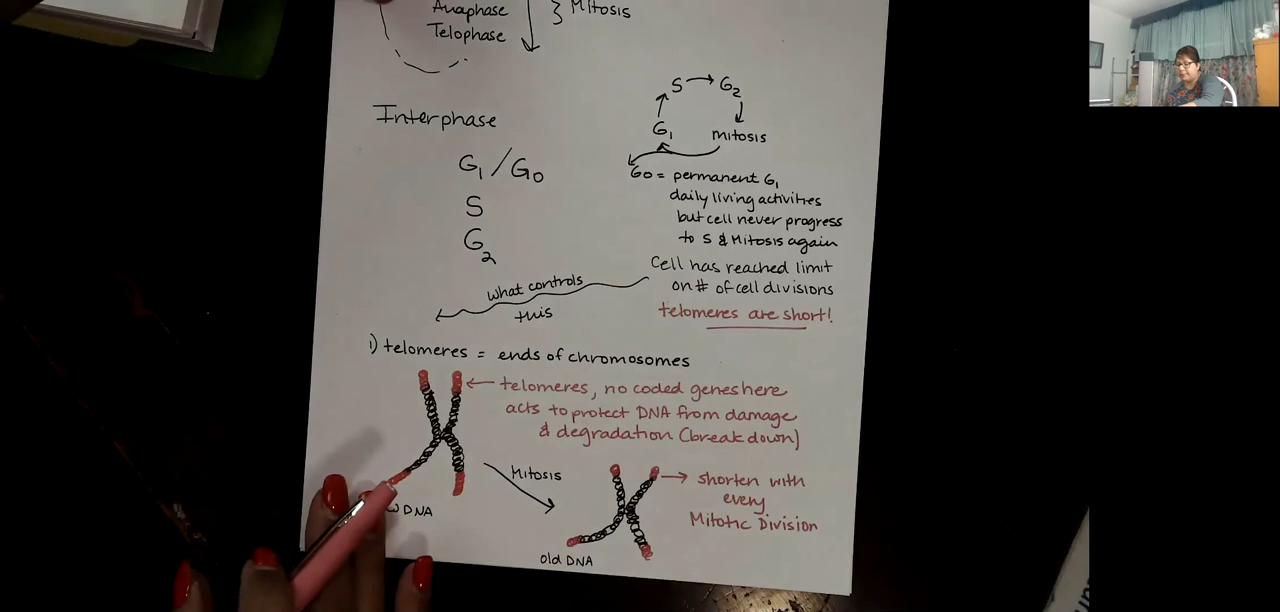 Anaphase
Telophase
} Mitosis
Interphase
G1/G0
S
G2
S → G2
G1 mitosis
G0 = permanent G1
daily living activities
but cell never progress
to S & Mitosis again
Cell has reached limit
on # of cell divisions
telomeres are short!
what controls
this
1) telomeres = ends of chromosomes
← telomeres, no coded genes here
acts to protect DNA from damage
& degradation (breakdown)
DNA
Mitosis
→ shorten with
every
Mitotic Division
old DNA